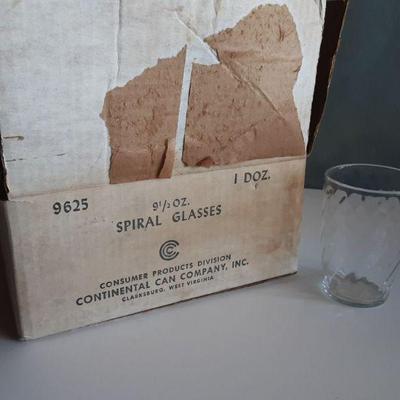 1 DOZ.
9625
9½ OZ.
SPIRAL GLASSES
CONSUMER PRODUCTS DIVISION
CONTINENTAL CAN COMPANY, INC.
CLARKSBURG, WEST VIRGINIA